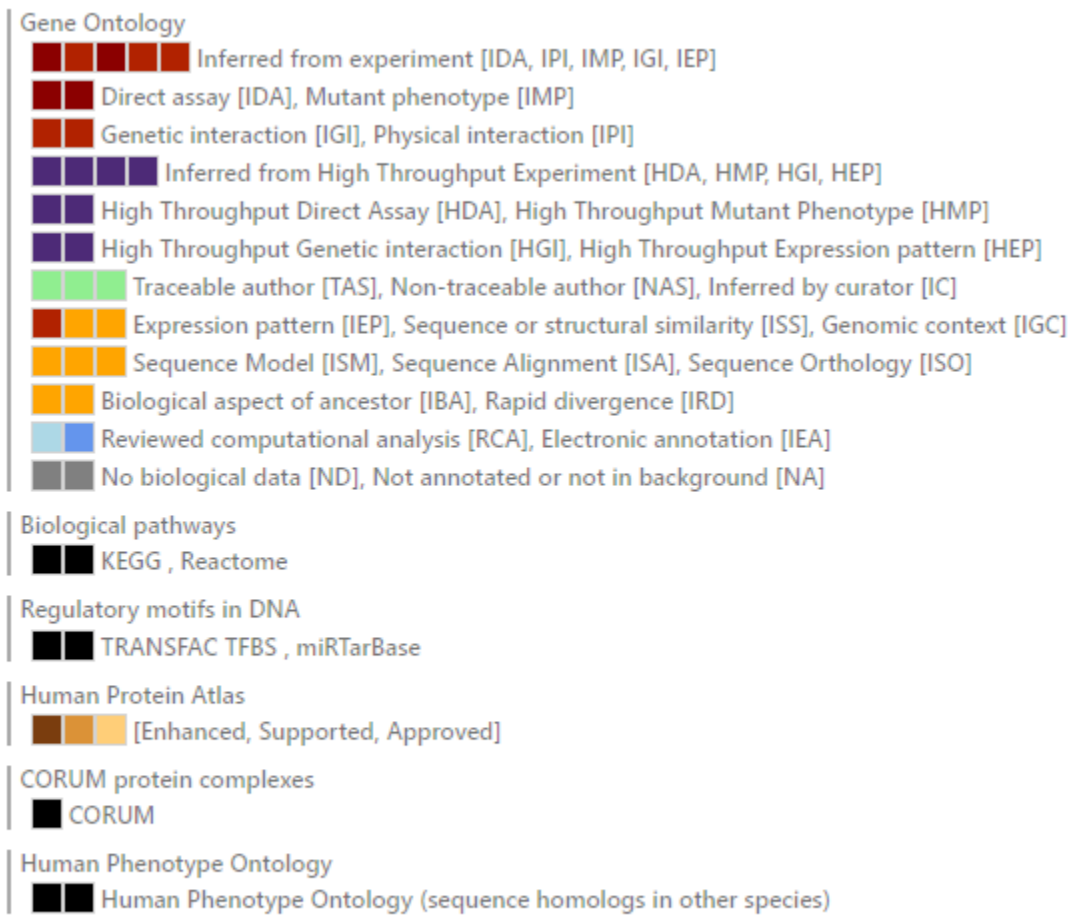 Gene Ontology
Inferred from experiment [IDA, IPI, IMP, IGI, IEP]
Direct assay [IDA], Mutant phenotype [IMP]
Genetic interaction [IGI], Physical interaction [IPI]
Inferred from High Throughput Experiment [HDA, HMP, HGI, HEP]
High Throughput Direct Assay [HDA], High Throughput Mutant Phenotype [HMP]
High Throughput Genetic interaction [HGI], High Throughput Expression pattern [HEP]
Traceable author [TAS], Non-traceable author [NAS], Inferred by curator [IC]
Expression pattern [IEP], Sequence or structural similarity [ISS], Genomic context [IGC]
Sequence Model [ISM], Sequence Alignment [ISA], Sequence Orthology [ISO]
Biological aspect of ancestor [IBA], Rapid divergence [IRD]
Reviewed computational analysis [RCA], Electronic annotation [IEA]
No biological data [ND], Not annotated or not in background [NA]
Biological pathways
KEGG , Reactome
Regulatory motifs in DNA
TRANSFAC TFBS , miRTarBase
Human Protein Atlas
[Enhanced, Supported, Approved]
CORUM protein complexes
CORUM
Human Phenotype Ontology
Human Phenotype Ontology (sequence homologs in other species)